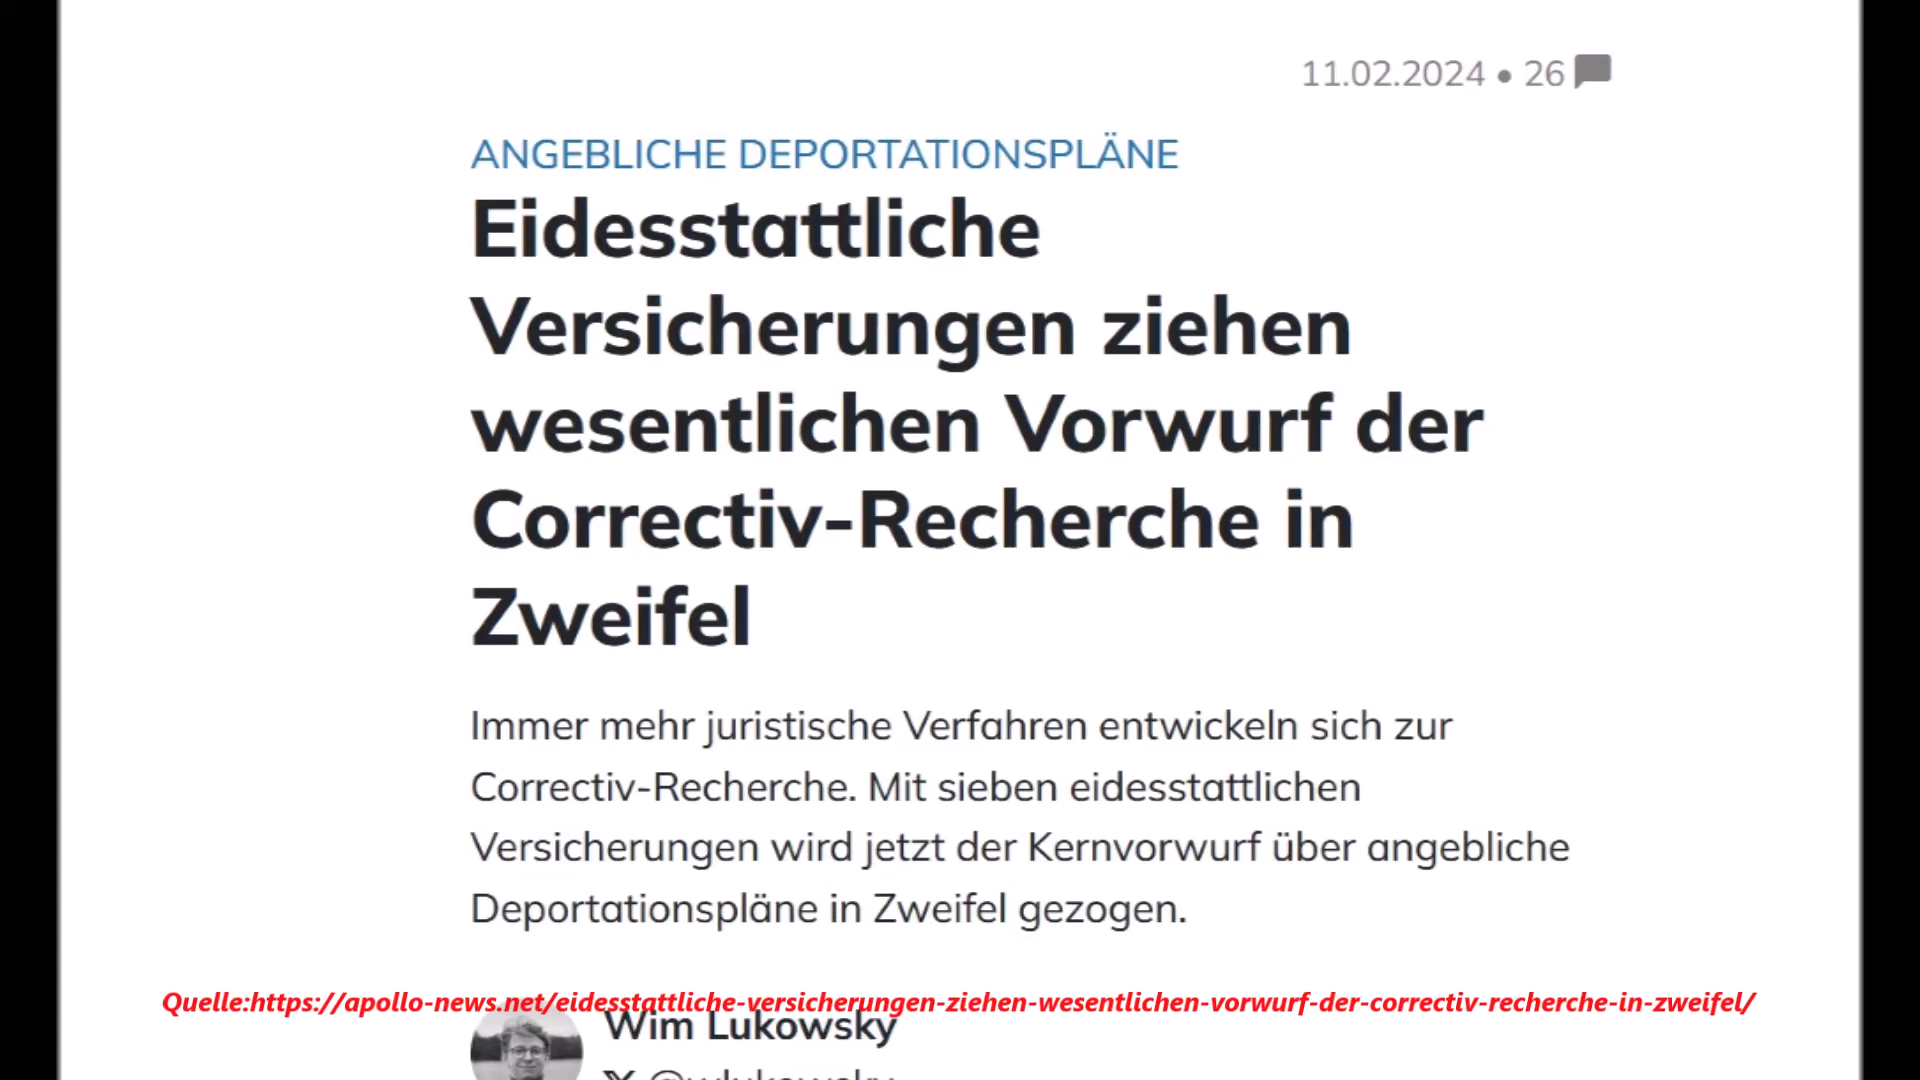 11.02.2024 • 26
ANGEBLICHE DEPORTATIONSPLÄNE
Eidesstattliche
Versicherungen ziehen
wesentlichen Vorwurf der
Correctiv-Recherche in
Zweifel
Immer mehr juristische Verfahren entwickeln sich zur
Correctiv-Recherche. Mit sieben eidesstattlichen
Versicherungen wird jetzt der Kernvorwurf über angebliche
Deportationspläne in Zweifel gezogen.
Quelle:https://apollo-news.net/eidesstattliche-versicherungen-ziehen-wesentlichen-vorwurf-der-correctiv-recherche-in-zweifel/
Wim Lukowsky
X @wlukowsky